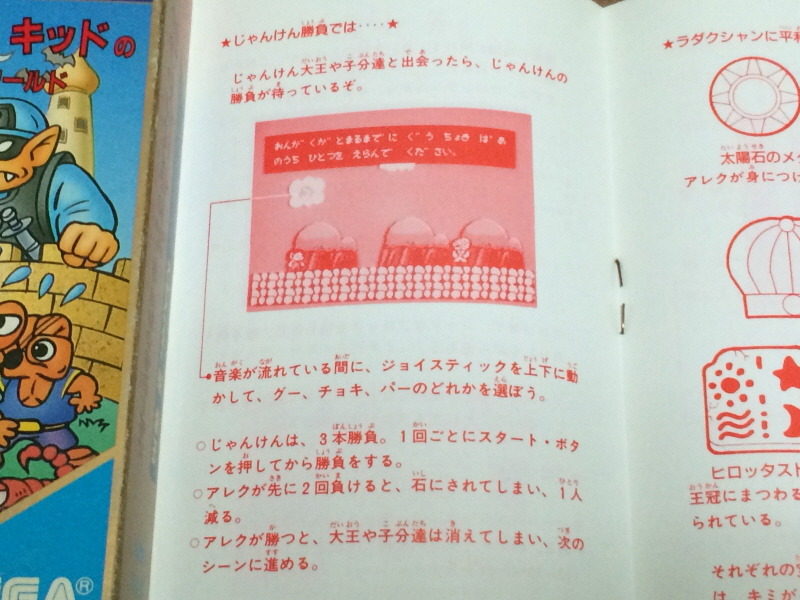 キッドの
ールド
GA®
★じゃんけん勝負では‥‥★
じゃんけん大王や子分達と出会ったら、じゃんけんの
勝負が待っているぞ。
おんがくが とまるまでに ぐう ちょき ぱあ
のうち ひとつを えらんで ください。
音楽が流れている間に、ジョイスティックを上下に動
かして、グー、チョキ、パーのどれかを選ぼう。
○じゃんけんは、3本勝負。1回ごとにスタート・ボタ
ンを押してから勝負をする。
○アレクが先に2回負けると、石にされてしまい、1人
減る。
○アレクが勝つと、大王や子分達は消えてしまい、次の
シーンに進める。
★ラダクシャンに平和
太陽石のメ
アレクが身につけ
ヒロッタスト
王冠にまつわる
られている。
それぞれの
は、キミが